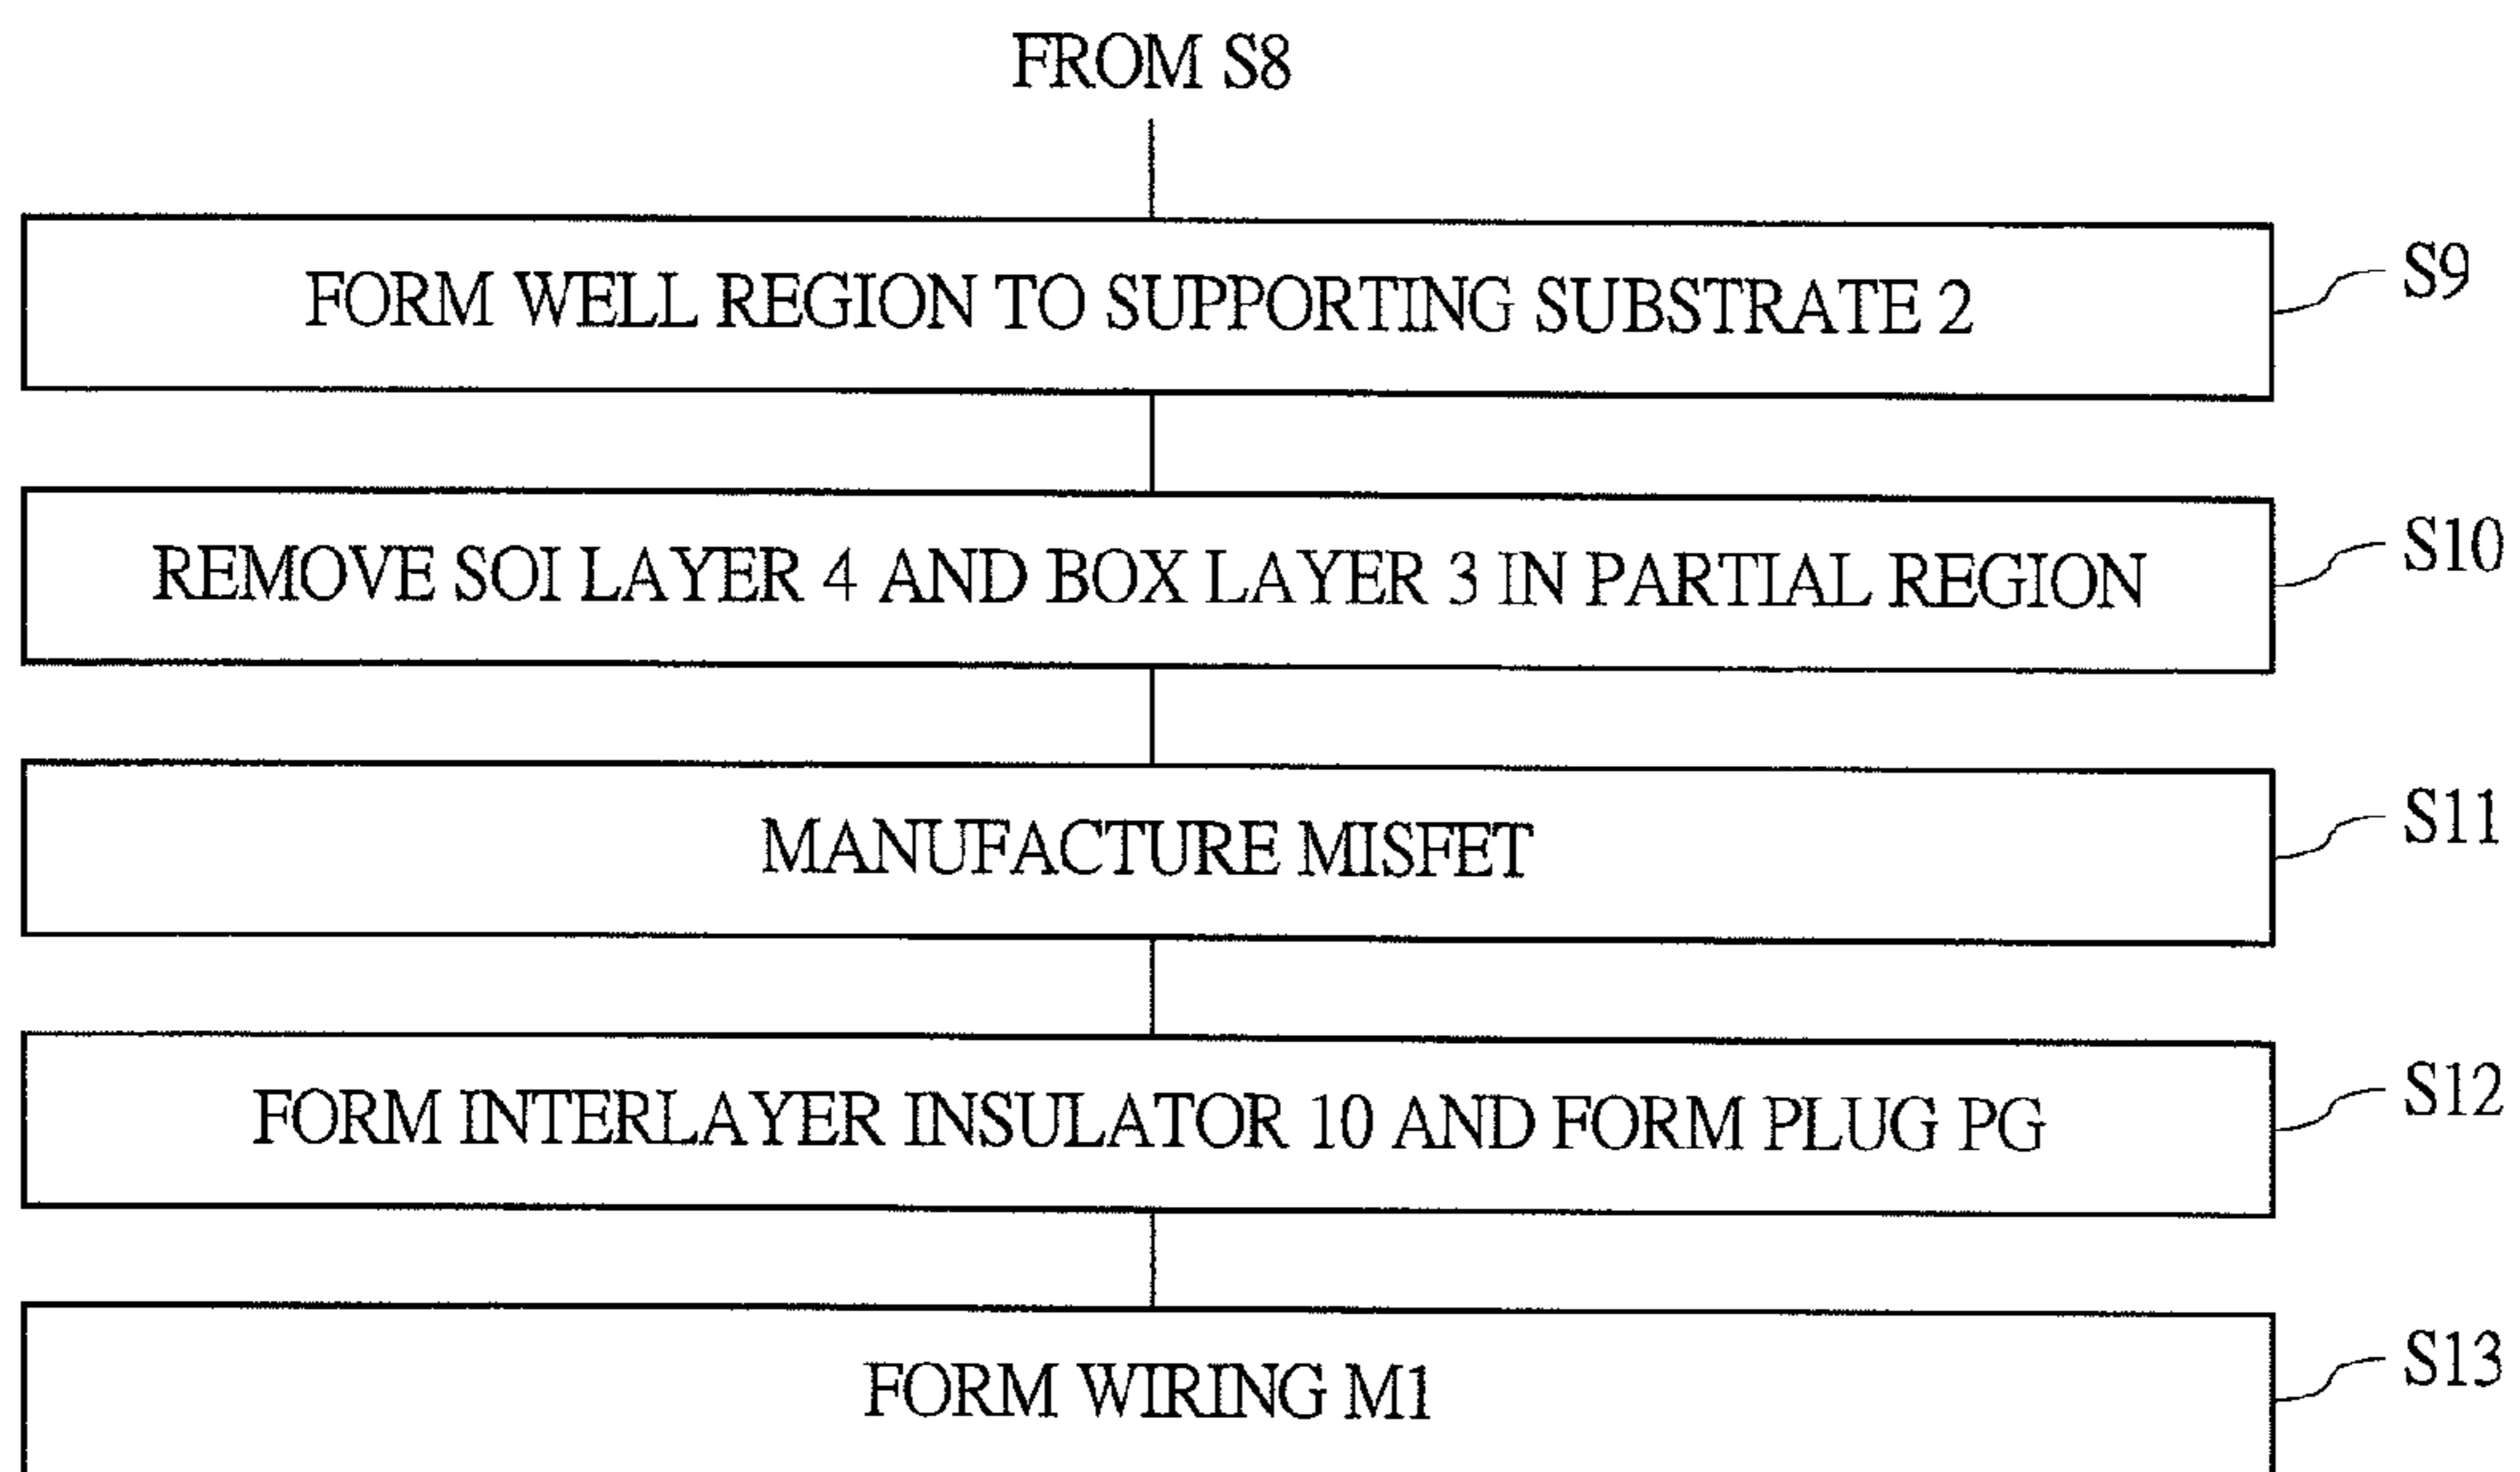 FROM S8
FORM WELL REGION TO SUPPORTING SUBSTRATE 2
S9
REMOVE SOI LAYER 4 AND BOX LAYER 3 IN PARTIAL REGION
S10
MANUFACTURE MISFET
S11
FORM INTERLAYER INSULATOR 10 AND FORM PLUG PG
S12
FORM WIRING M1
S13